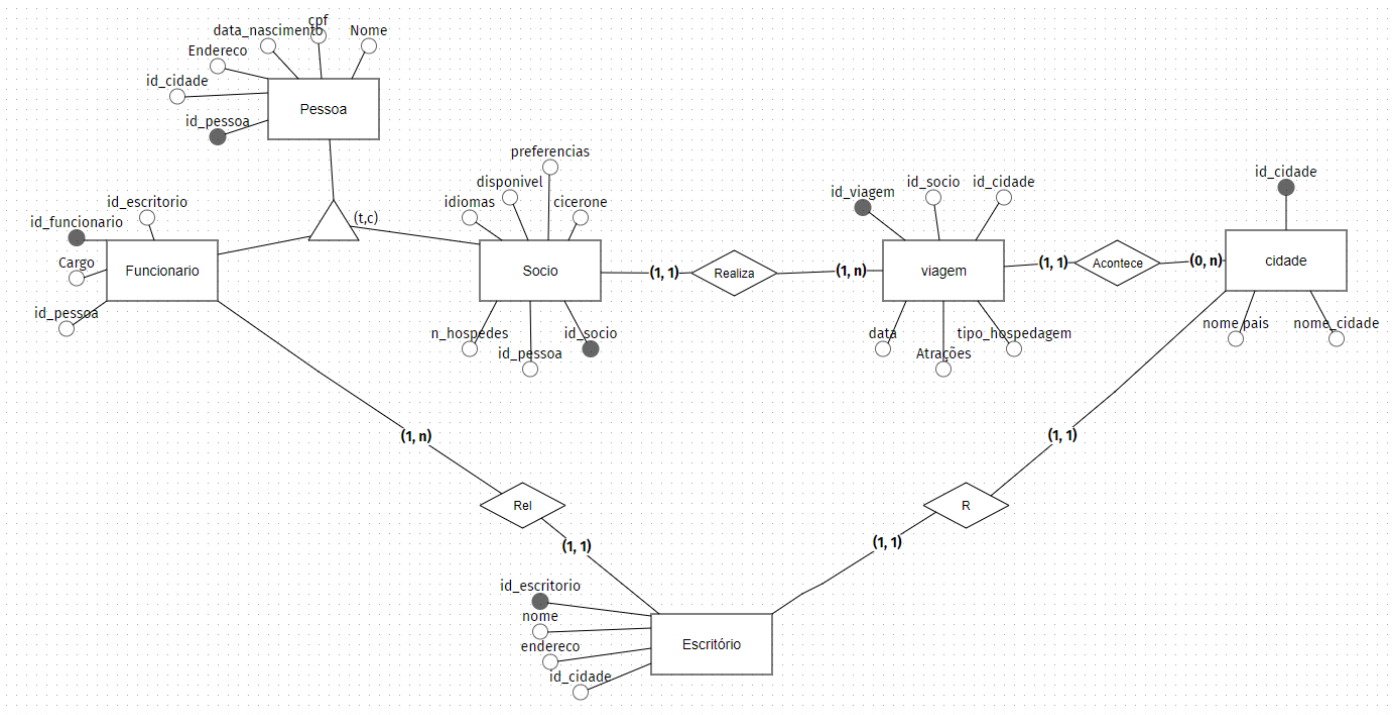 cpf
data_nascimento
Nome
Endereco
id_cidade
Pessoa
id_pessoa
preferencias
id_cidade
disponivel
id_socio
id_cidade
id_viagem
id_escritorio
idiomas
cicerone
id_funcionario
(t,c)
Cargo
Funcionario
Socio
(1, 1)
Realiza
(1, n)
viagem
(1, 1)
Acontece
(0, n)
cidade
id_pessoa
n_hospedes
id_socio
id_pessoa
data
tipo_hospedagem
Atrações
nome_pais
nome_cidade
(1, n)
(1, 1)
Rel
R
(1, 1)
(1, 1)
id_escritorio
nome
endereco
id_cidade
Escritório